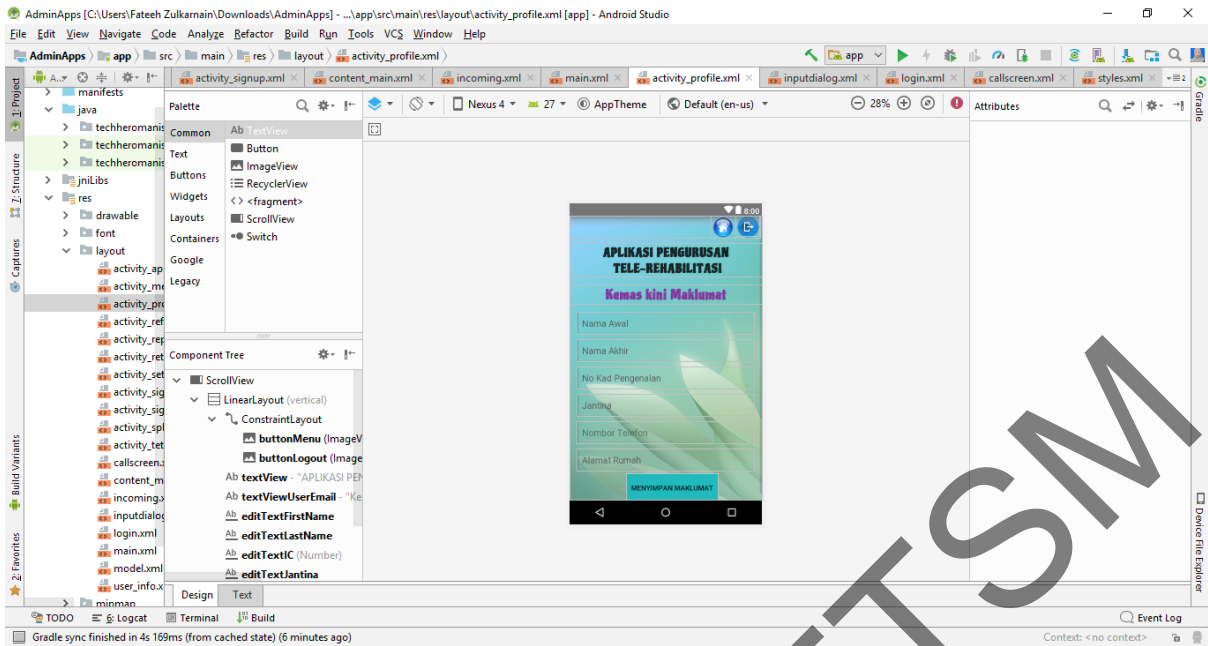 AdminApps [C:\Users\Fateeh Zulkarnain\Downloads\AdminApps] - ...\app\src\main\res\layout\activity_profile.xml [app] - Android Studio
File Edit View Navigate Code Analyze Refactor Build Run Tools VCS Window Help
AdminApps app src main res layout activity_profile.xml app
activity_signup.xml content_main.xml incoming.xml main.xml activity_profile.xml inputdialog.xml login.xml callscreen.xml styles.xml
1: Project
Z: Structure
Captures
Build Variants
2: Favorites
A...
manifests
java
techheromanis
techheromanis
techheromanis
jniLibs
res
drawable
font
layout
activity_ap
activity_me
activity_pro
activity_ref
activity_rep
activity_ret
activity_set
activity_sig
activity_sig
activity_spl
activity_tet
callscreen.x
content_m
incoming.x
inputdialog
login.xml
main.xml
model.xml
user_info.x
mipmap
Palette
Common
Text
Buttons
Widgets
Layouts
Containers
Google
Legacy
Ab TextView
Button
ImageView
RecyclerView
<> <fragment>
ScrollView
Switch
Component Tree
ScrollView
LinearLayout (vertical)
ConstraintLayout
buttonMenu (ImageV
buttonLogout (Image
Ab textView - "APLIKASI PEN
Ab textViewUserEmail - "Ke
Ab editTextFirstName
Ab editTextLastName
Ab editTextIC (Number)
Ab editTextJantina
Design Text
Nexus 4 27 AppTheme Default (en-us) 28%
8:00
APLIKASI PENGURUSAN
TELE-REHABILITASI
Kemas kini Maklumat
Nama Awal
Nama Akhir
No Kad Pengenalan
Jantina
Nombor Telefon
Alamat Rumah
MENYIMPAN MAKLUMAT
Attributes
Gradle
Device File Explorer
TODO 6: Logcat Terminal Build Event Log
Gradle sync finished in 4s 169ms (from cached state) (6 minutes ago) Context: <no context>
TSM